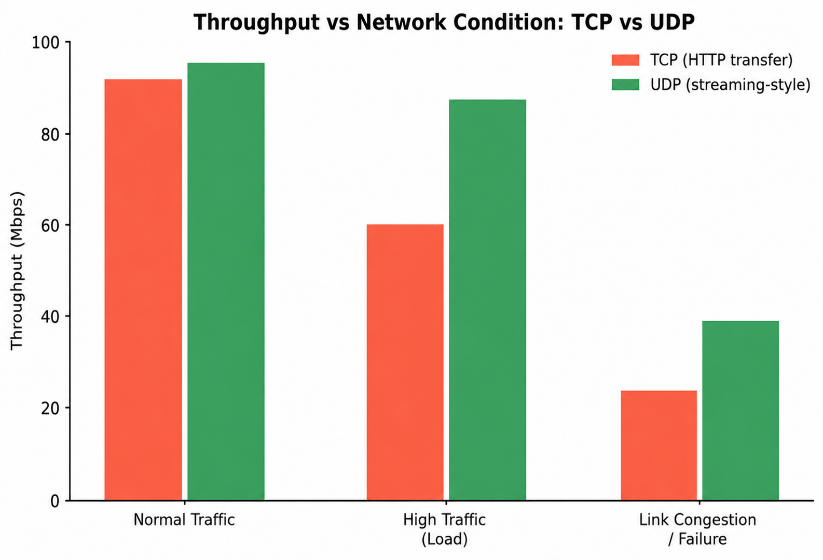 Throughput vs Network Condition: TCP vs UDP
TCP (HTTP transfer)
UDP (streaming-style)
Throughput (Mbps)
100
80
60
40
20
0
Normal Traffic
High Traffic
(Load)
Link Congestion
/ Failure